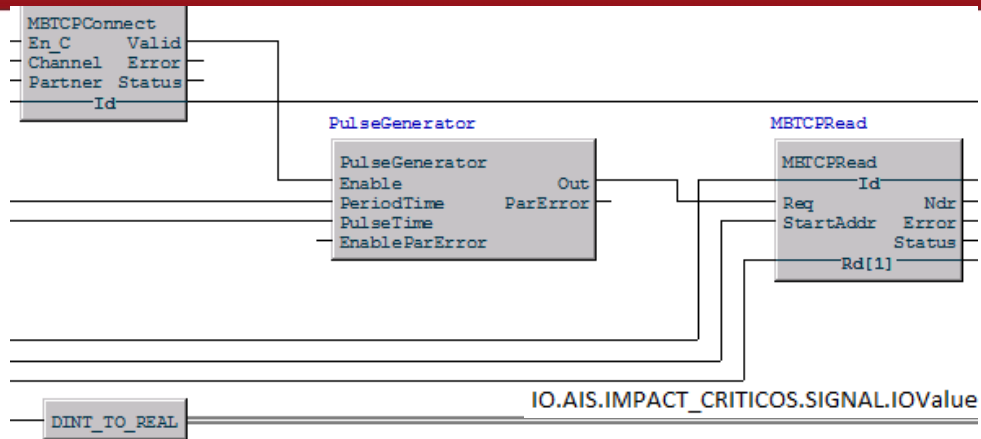 MBTCPConnect
En_C Valid
Channel Error
Partner Status
Id
PulseGenerator
PulseGenerator
Enable Out
PeriodTime ParError
PulseTime
EnableParError
MBTCPRead
MBTCPRead
Id
Req Ndr
StartAddr Error
Status
Rd[1]
IO.AIS.IMPACT_CRITICOS.SIGNAL.IOValue
DINT_TO_REAL